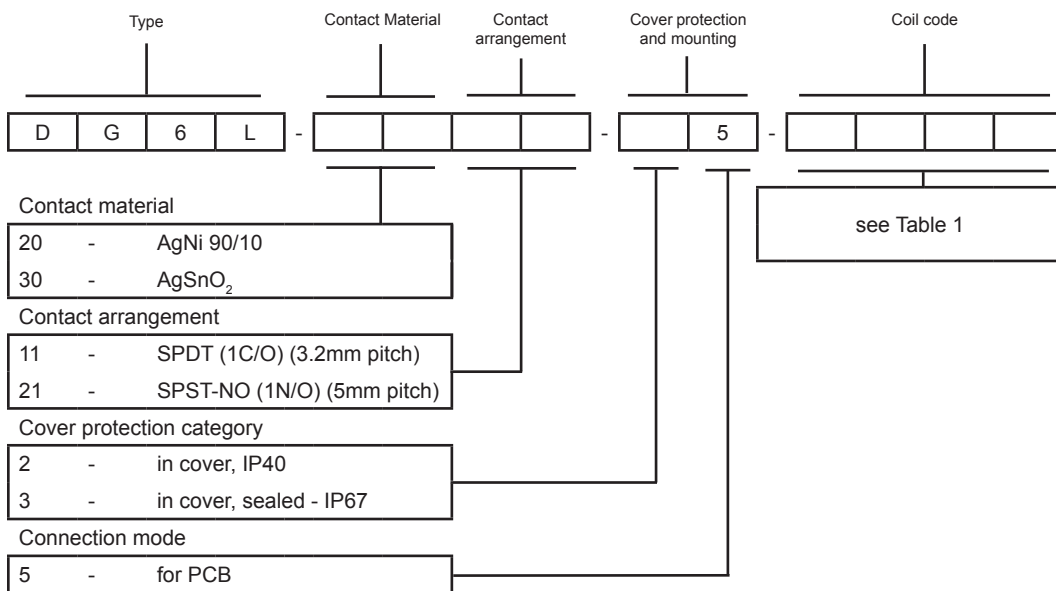 Type Contact Material Contact arrangement Cover protection and mounting Coil code
D G 6 L - - 5 -
Contact material
20 - AgNi 90/10
30 - AgSnO2
see Table 1
Contact arrangement
11 - SPDT (1C/O) (3.2mm pitch)
21 - SPST-NO (1N/O) (5mm pitch)
Cover protection category
2 - in cover, IP40
3 - in cover, sealed - IP67
Connection mode
5 - for PCB